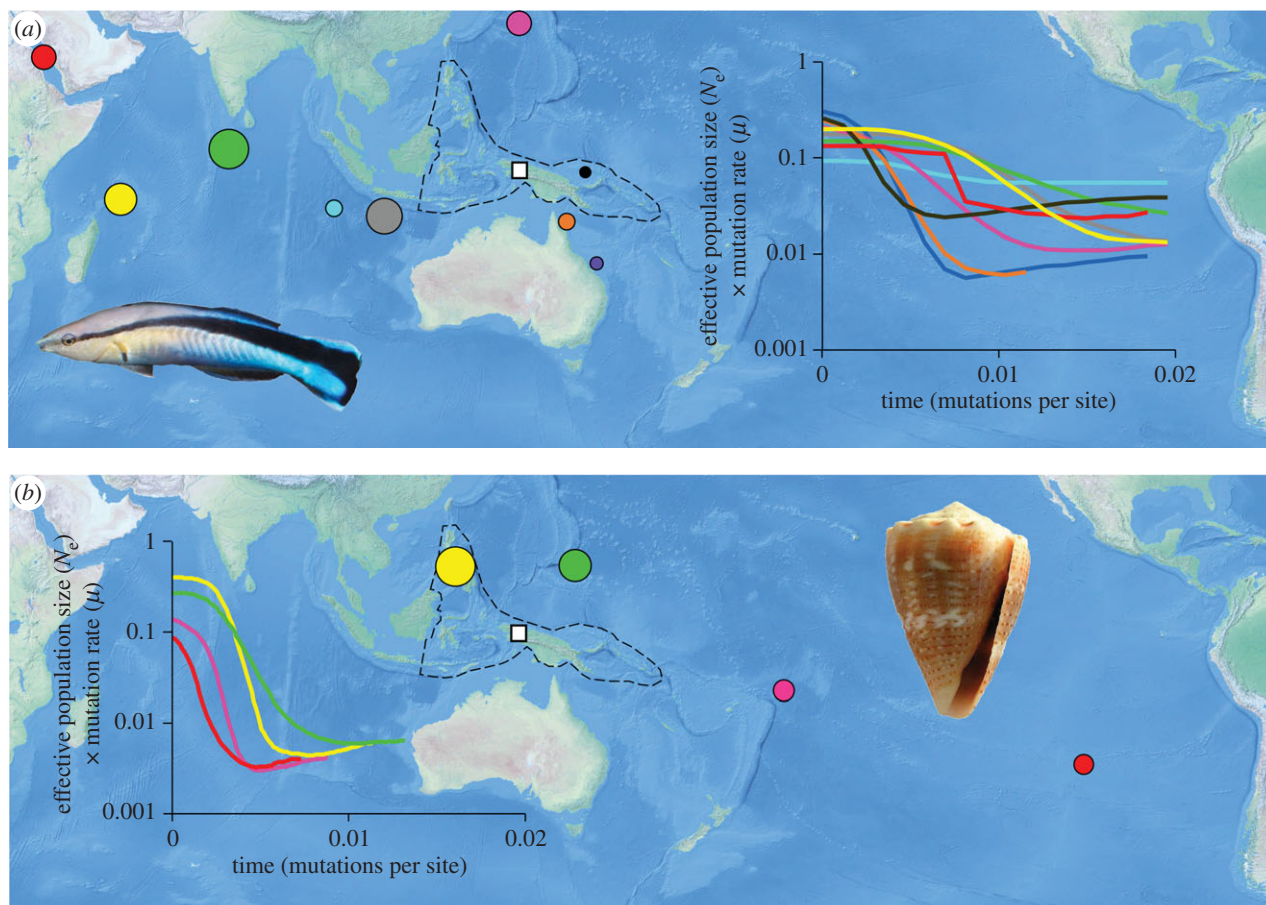 (a)
effective population size (Ne)
× mutation rate (μ)
1
0.1
0.01
0.001
0
0.01
0.02
time (mutations per site)
(b)
effective population size (Ne)
× mutation rate (μ)
1
0.1
0.01
0.001
0
0.01
0.02
time (mutations per site)